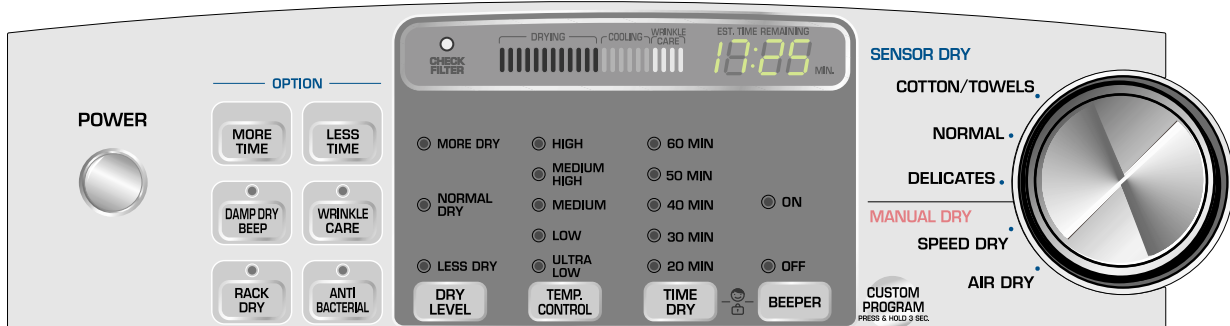 POWER
OPTION
MORE
TIME
LESS
TIME
DAMP DRY
BEEP
WRINKLE
CARE
RACK
DRY
ANTI
BACTERIAL
CHECK
FILTER
DRYING
COOLING
WRINKLE
CARE
EST. TIME REMAINING
17:25
MIN.
MORE DRY
NORMAL
DRY
LESS DRY
DRY
LEVEL
HIGH
MEDIUM
HIGH
MEDIUM
LOW
ULTRA
LOW
TEMP.
CONTROL
60 MIN
50 MIN
40 MIN
30 MIN
20 MIN
TIME
DRY
ON
OFF
BEEPER
SENSOR DRY
COTTON/TOWELS
NORMAL
DELICATES
MANUAL DRY
SPEED DRY
AIR DRY
CUSTOM
PROGRAM
PRESS & HOLD 3 SEC.